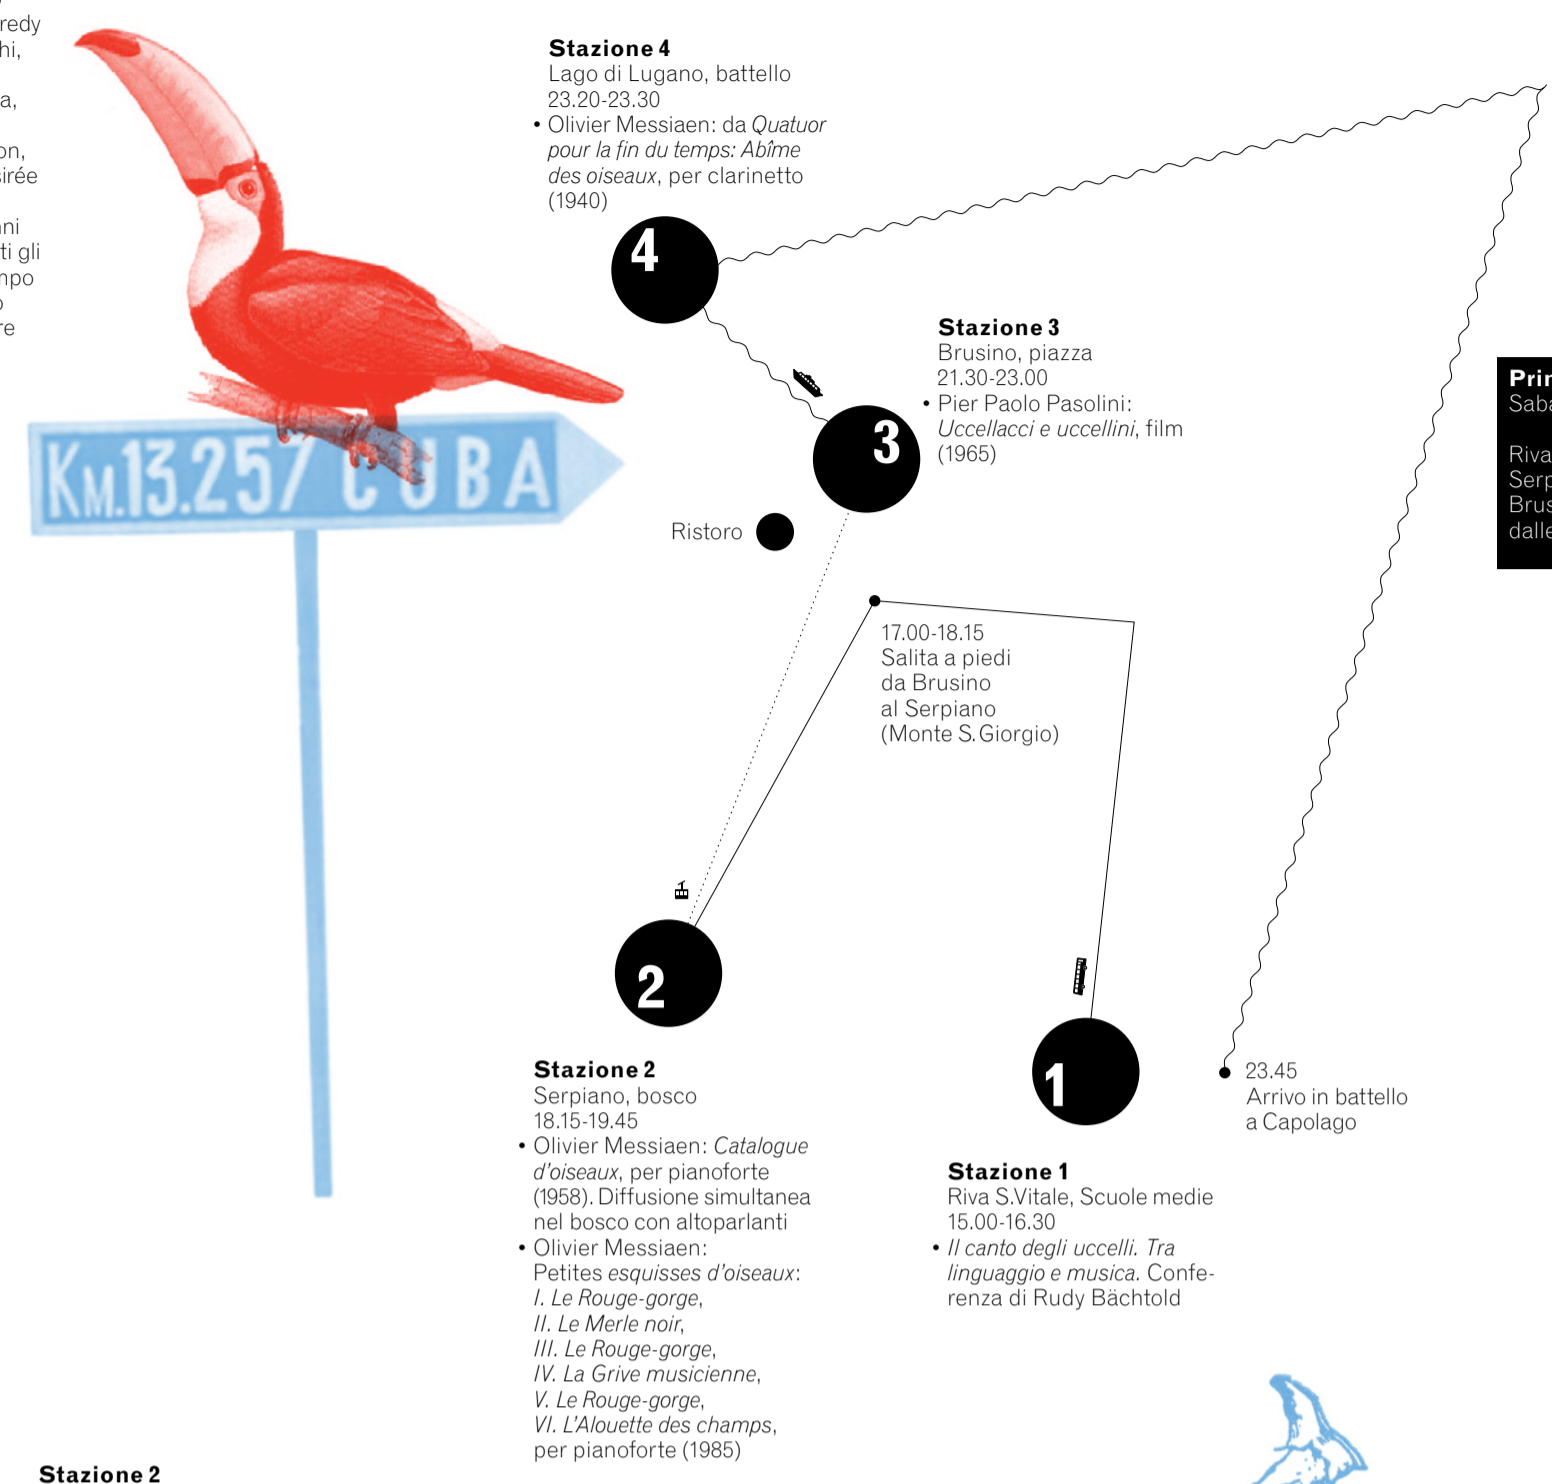 Stazione 4
Lago di Lugano, battello
23.20-23.30
• Olivier Messiaen: da Quatuor
pour la fin du temps: Abîme
des oiseaux, per clarinetto
(1940)
4
Stazione 3
Brusino, piazza
21.30-23.00
• Pier Paolo Pasolini:
Uccellacci e uccellini, film
(1965)
3
KM.13.257 CUBA
Ristoro
17.00-18.15
Salita a piedi
da Brusino
al Serpiano
(Monte S.Giorgio)
2
Stazione 2
Serpiano, bosco
18.15-19.45
• Olivier Messiaen: Catalogue
d'oiseaux, per pianoforte
(1958). Diffusione simultanea
nel bosco con altoparlanti
• Olivier Messiaen:
Petites esquisses d'oiseaux:
I. Le Rouge-gorge,
II. Le Merle noir,
III. Le Rouge-gorge,
IV. La Grive musicienne,
V. Le Rouge-gorge,
VI. L'Alouette des champs,
per pianoforte (1985)
1
Stazione 1
Riva S.Vitale, Scuole medie
15.00-16.30
• Il canto degli uccelli. Tra
linguaggio e musica. Confe-
renza di Rudy Bächtold
23.45
Arrivo in battello
a Capolago
Riva
Stazione 2